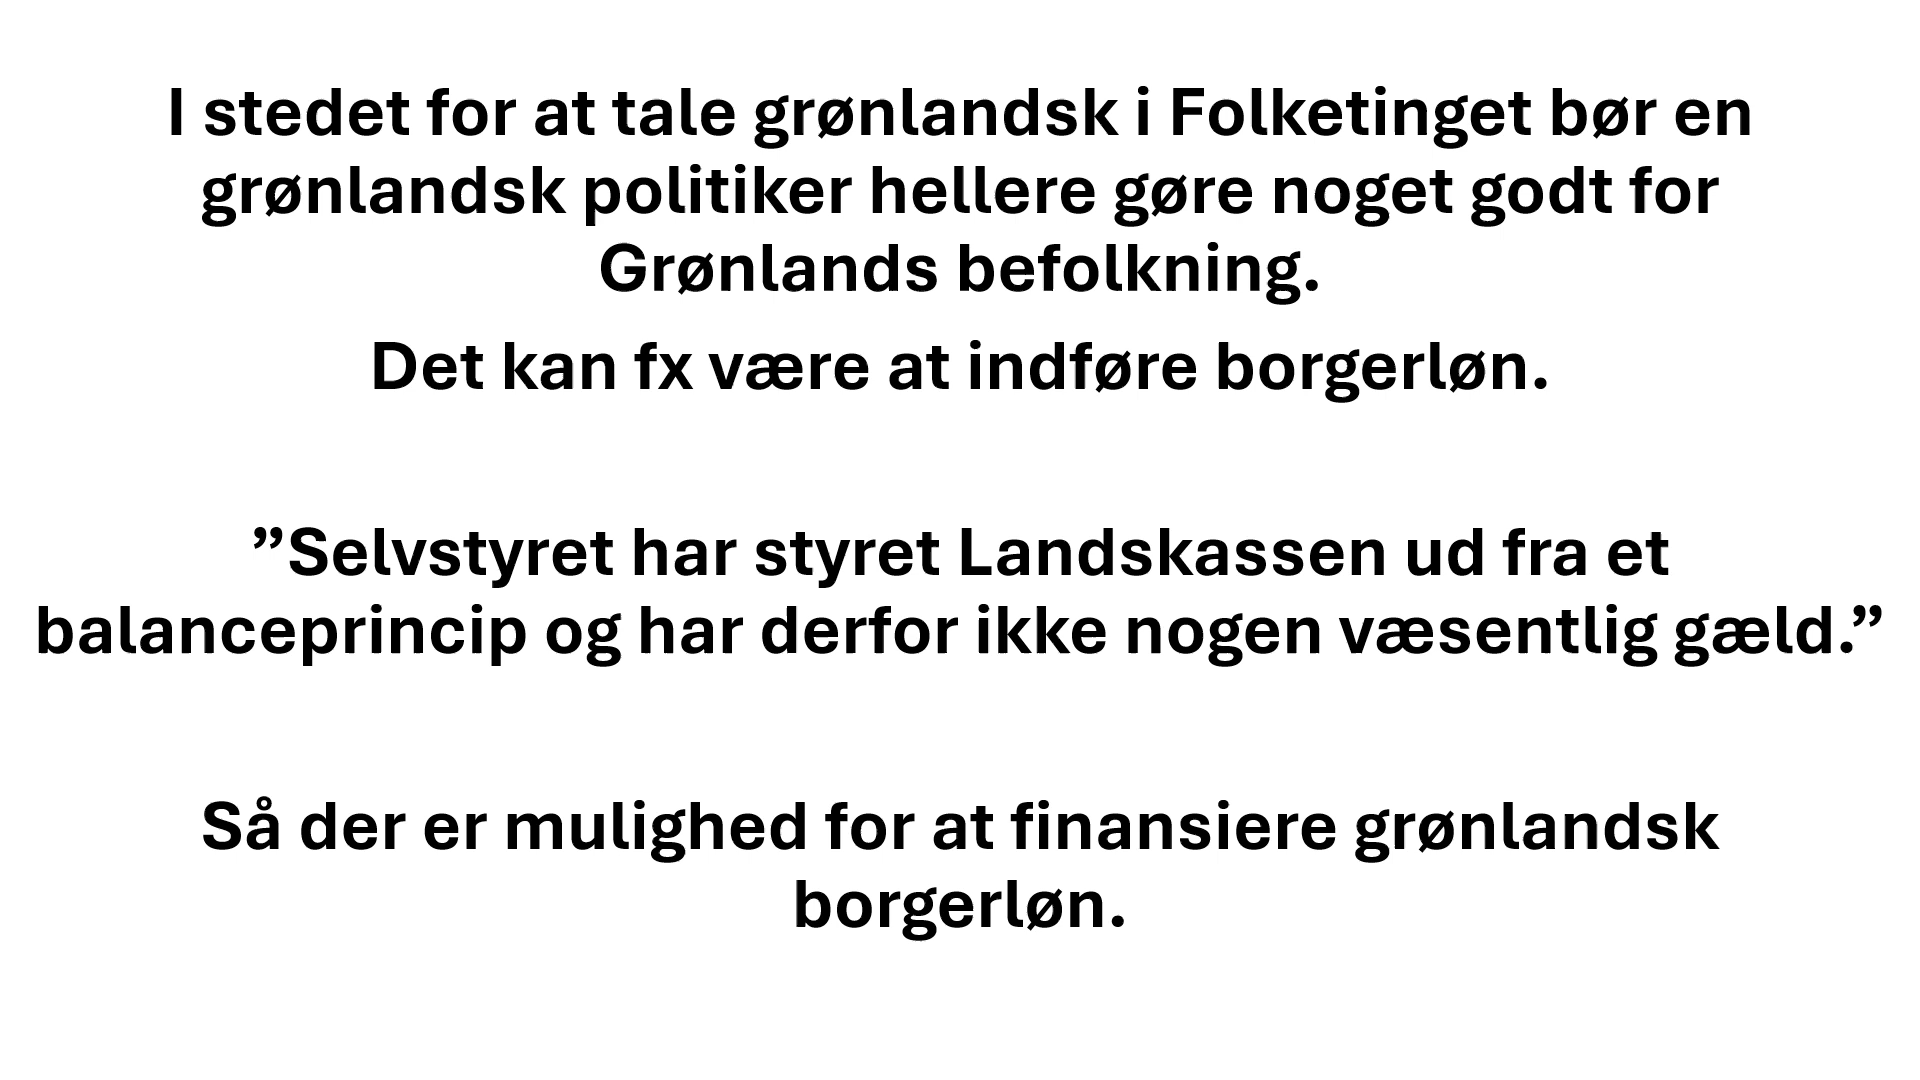 I stedet for at tale grønlandsk i Folketinget bør en
grønlandsk politiker hellere gøre noget godt for
Grønlands befolkning.
Det kan fx være at indføre borgerløn.
”Selvstyret har styret Landskassen ud fra et
balanceprincip og har derfor ikke nogen væsentlig gæld.”
Så der er mulighed for at finansiere grønlandsk
borgerløn.